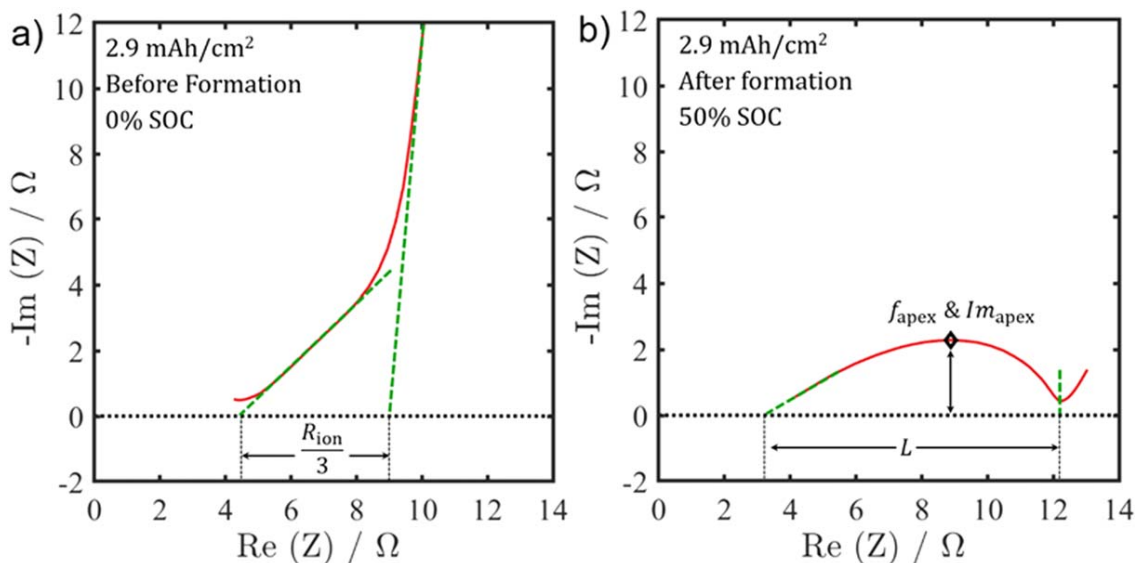 a)
2.9 mAh/cm²
Before Formation
0% SOC
12
10
8
6
4
2
0
-2
-Im (Z) / Ω
R_ion
3
0 2 4 6 8 10 12 14
Re (Z) / Ω
b)
2.9 mAh/cm²
After formation
50% SOC
12
10
8
6
4
2
0
-2
-Im (Z) / Ω
f_apex & Im_apex
L
0 2 4 6 8 10 12 14
Re (Z) / Ω